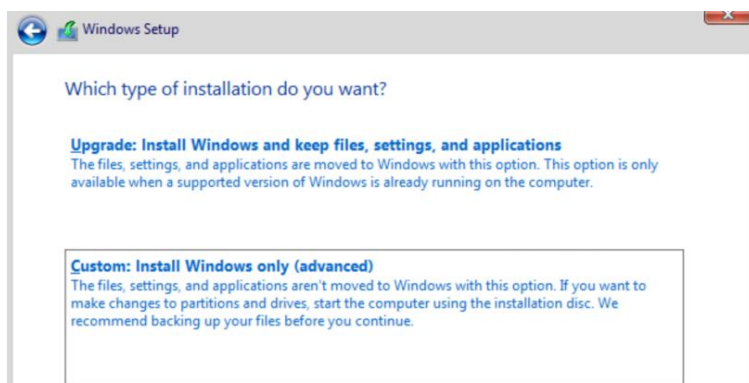 Windows Setup
Which type of installation do you want?
Upgrade: Install Windows and keep files, settings, and applications
The files, settings, and applications are moved to Windows with this option. This option is only
available when a supported version of Windows is already running on the computer.
Custom: Install Windows only (advanced)
The files, settings, and applications aren't moved to Windows with this option. If you want to
make changes to partitions and drives, start the computer using the installation disc. We
recommend backing up your files before you continue.